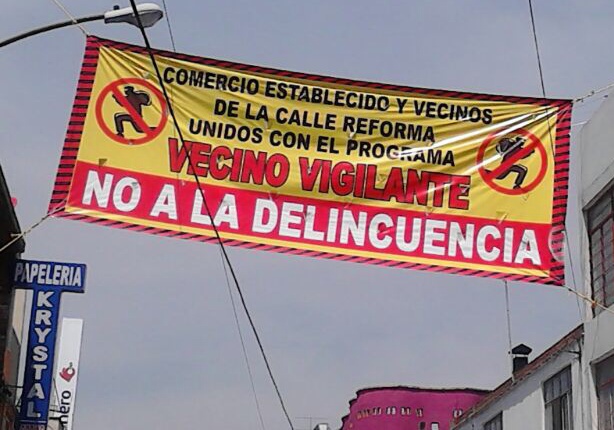 COMERCIO ESTABLECIDO Y VECINOS
DE LA CALLE REFORMA
UNIDOS CON EL PROGRAMA
VECINO VIGILANTE
NO A LA DELINCUENCIA
PAPELERIA
KRYSTAL